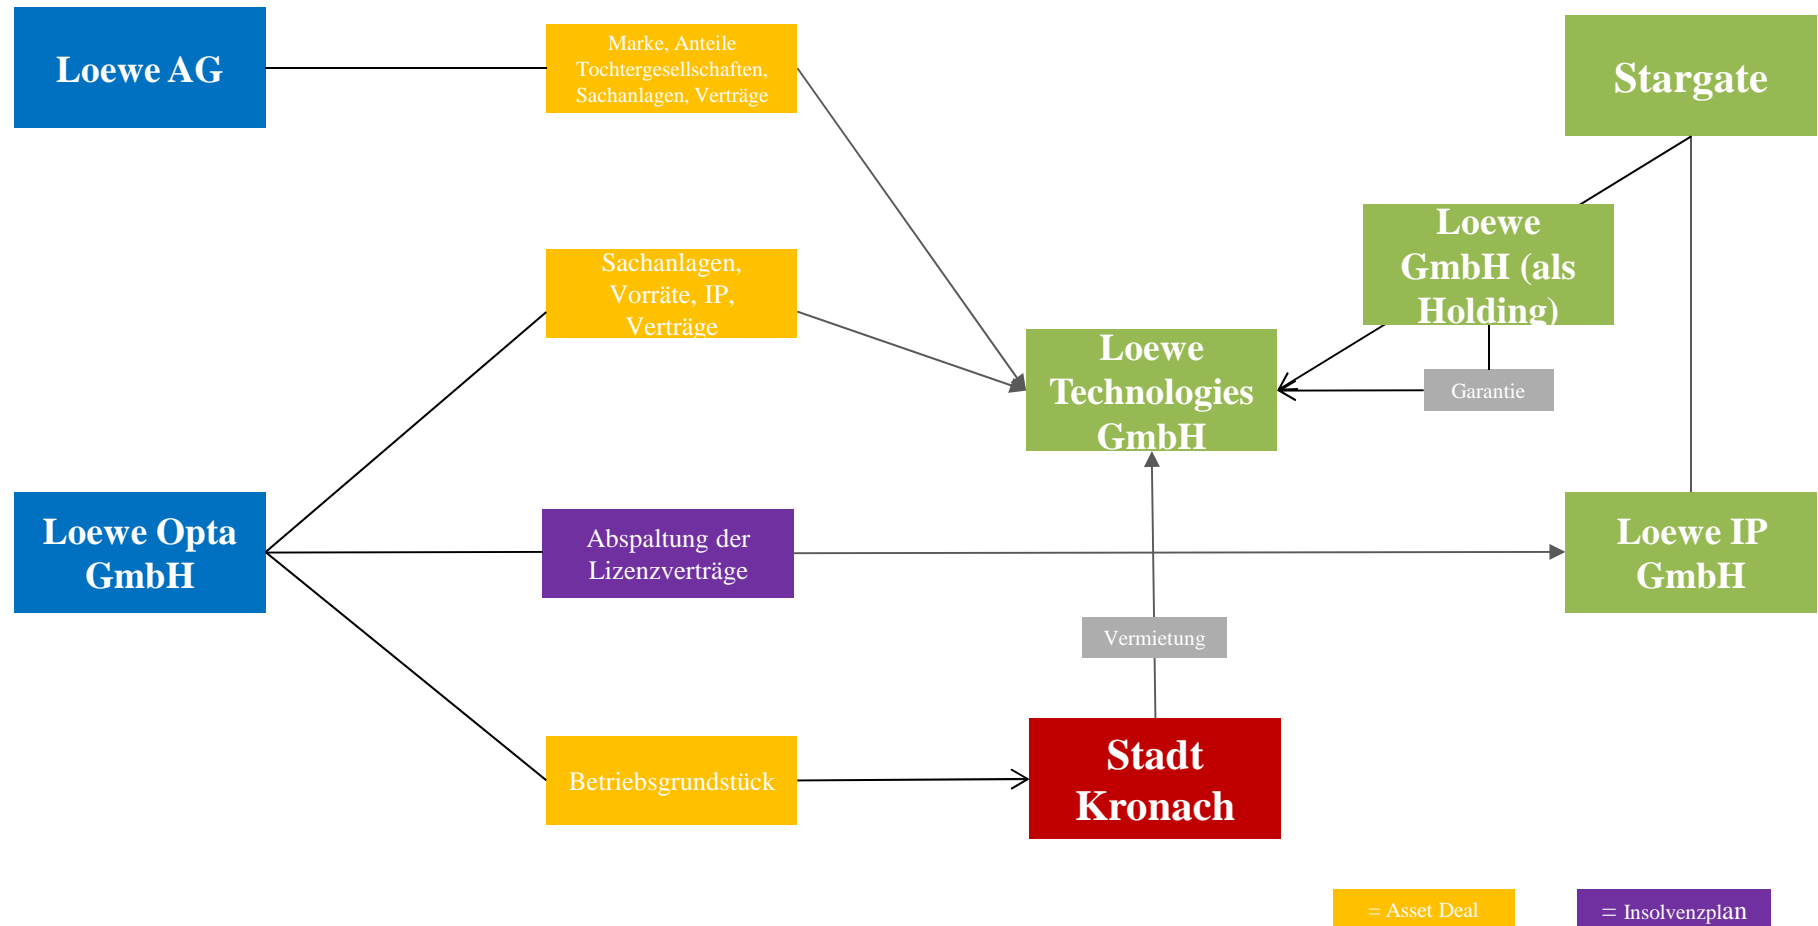 Loewe AG
Marke, Anteile
Tochtergesellschaften,
Sachanlagen, Verträge
Stargate
Loewe
GmbH (als
Holding)
Sachanlagen,
Vorräte, IP,
Verträge
Loewe
Technologies
GmbH
Garantie
Loewe Opta
GmbH
Abspaltung der
Lizenzverträge
Loewe IP
GmbH
Vermietung
Betriebsgrundstück
Stadt
Kronach
= Asset Deal
= Insolvenzplan